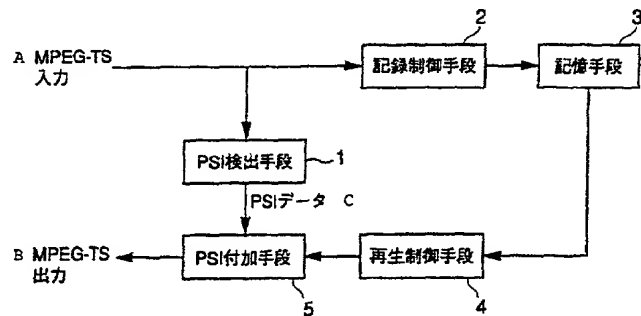 2
3
A MPEG-TS
入力
記録制御手段
記憶手段
PSI検出手段
1
PSIデータ C
B MPEG-TS
出力
PSI付加手段
再生制御手段
5
4